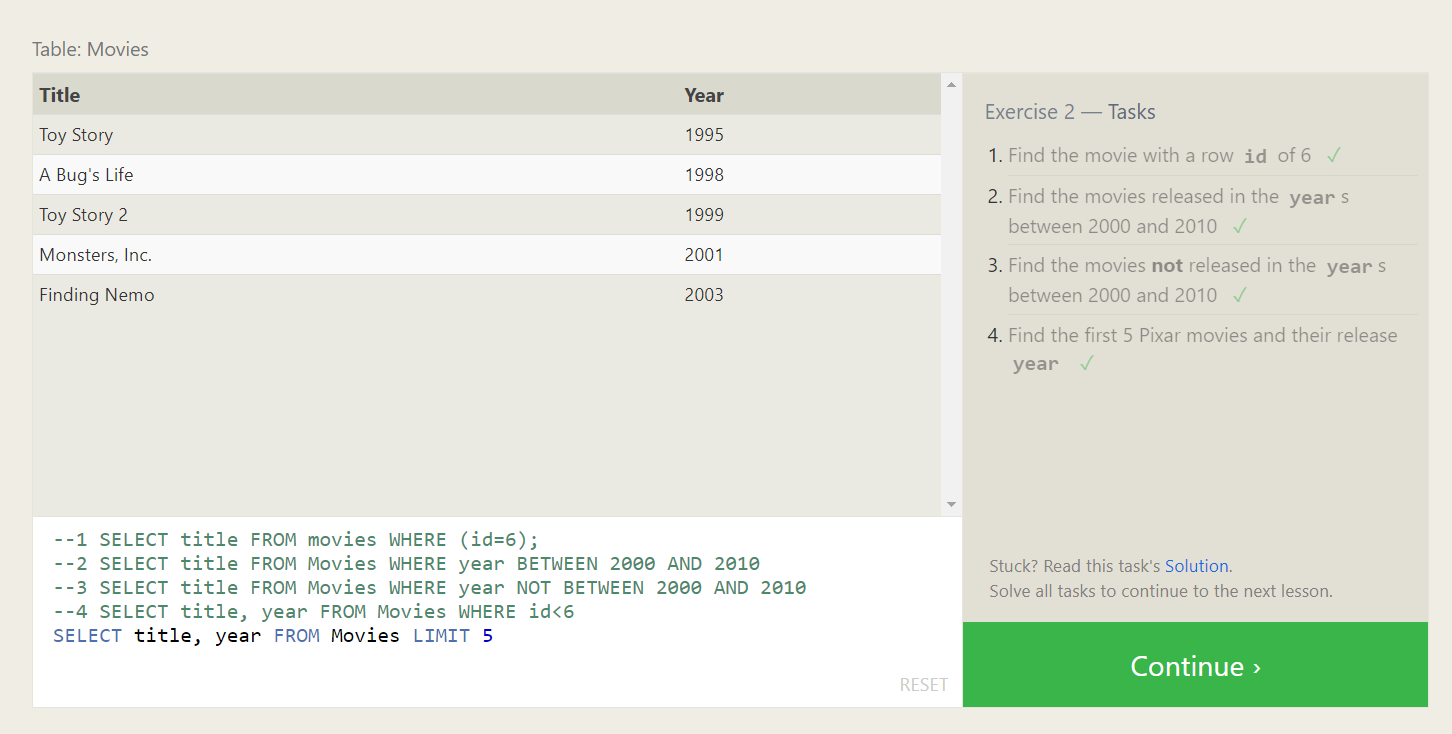 Table: Movies
Title Year
Toy Story 1995
A Bug's Life 1998
Toy Story 2 1999
Monsters, Inc. 2001
Finding Nemo 2003
--1 SELECT title FROM movies WHERE (id=6);
--2 SELECT title FROM Movies WHERE year BETWEEN 2000 AND 2010
--3 SELECT title FROM Movies WHERE year NOT BETWEEN 2000 AND 2010
--4 SELECT title, year FROM Movies WHERE id<6
SELECT title, year FROM Movies LIMIT 5
RESET
Exercise 2 — Tasks
1. Find the movie with a row id of 6 ✓
2. Find the movies released in the year s
between 2000 and 2010 ✓
3. Find the movies not released in the year s
between 2000 and 2010 ✓
4. Find the first 5 Pixar movies and their release
year ✓
Stuck? Read this task's Solution.
Solve all tasks to continue to the next lesson.
Continue ›